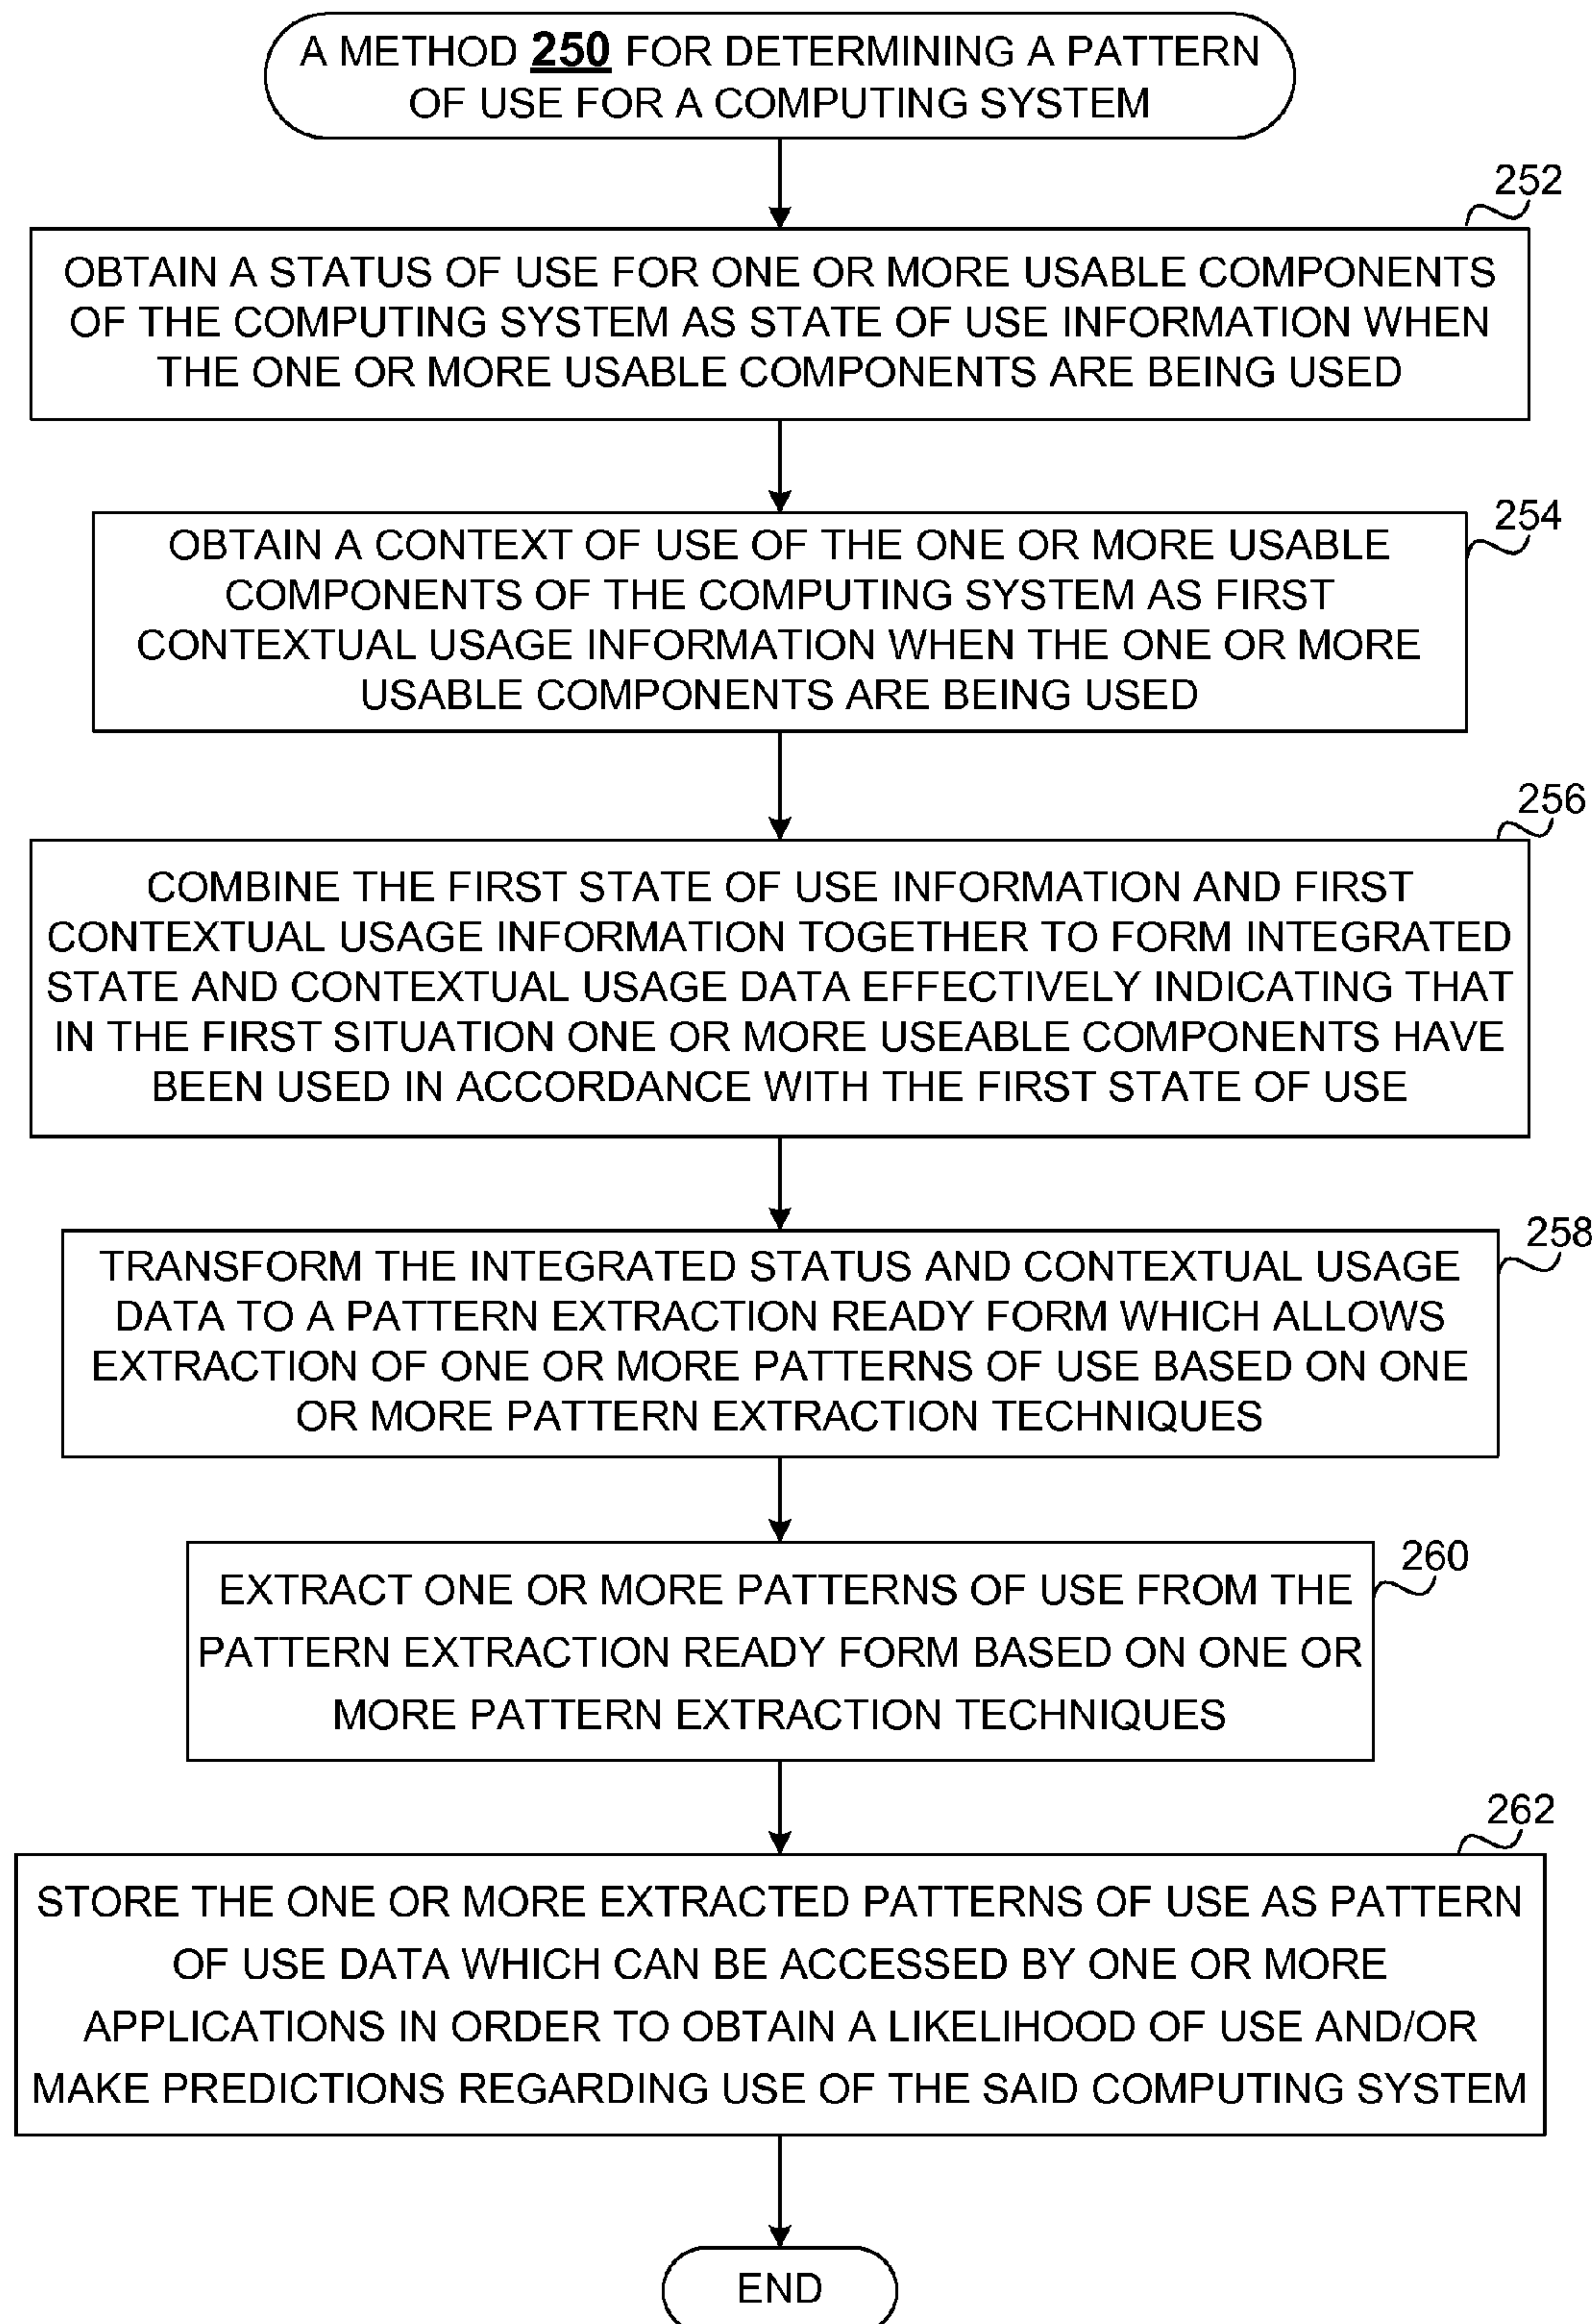 A METHOD 250 FOR DETERMINING A PATTERN
OF USE FOR A COMPUTING SYSTEM
252
OBTAIN A STATUS OF USE FOR ONE OR MORE USABLE COMPONENTS
OF THE COMPUTING SYSTEM AS STATE OF USE INFORMATION WHEN
THE ONE OR MORE USABLE COMPONENTS ARE BEING USED
254
OBTAIN A CONTEXT OF USE OF THE ONE OR MORE USABLE
COMPONENTS OF THE COMPUTING SYSTEM AS FIRST
CONTEXTUAL USAGE INFORMATION WHEN THE ONE OR MORE
USABLE COMPONENTS ARE BEING USED
256
COMBINE THE FIRST STATE OF USE INFORMATION AND FIRST
CONTEXTUAL USAGE INFORMATION TOGETHER TO FORM INTEGRATED
STATE AND CONTEXTUAL USAGE DATA EFFECTIVELY INDICATING THAT
IN THE FIRST SITUATION ONE OR MORE USEABLE COMPONENTS HAVE
BEEN USED IN ACCORDANCE WITH THE FIRST STATE OF USE
258
TRANSFORM THE INTEGRATED STATUS AND CONTEXTUAL USAGE
DATA TO A PATTERN EXTRACTION READY FORM WHICH ALLOWS
EXTRACTION OF ONE OR MORE PATTERNS OF USE BASED ON ONE
OR MORE PATTERN EXTRACTION TECHNIQUES
260
EXTRACT ONE OR MORE PATTERNS OF USE FROM THE
PATTERN EXTRACTION READY FORM BASED ON ONE OR
MORE PATTERN EXTRACTION TECHNIQUES
262
STORE THE ONE OR MORE EXTRACTED PATTERNS OF USE AS PATTERN
OF USE DATA WHICH CAN BE ACCESSED BY ONE OR MORE
APPLICATIONS IN ORDER TO OBTAIN A LIKELIHOOD OF USE AND/OR
MAKE PREDICTIONS REGARDING USE OF THE SAID COMPUTING SYSTEM
END